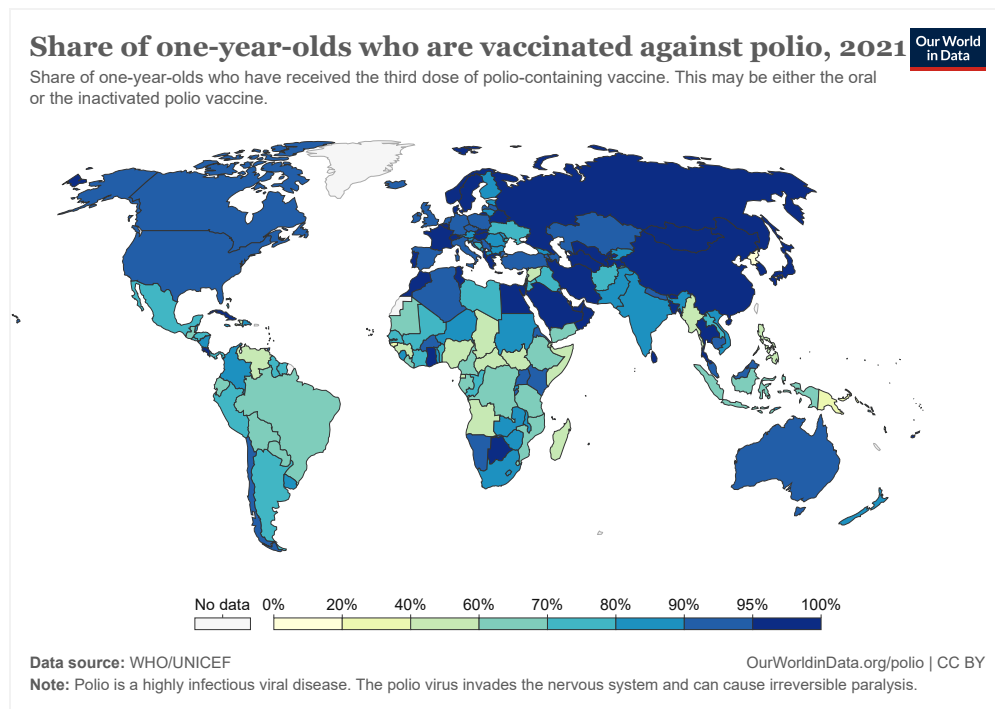 Share of one-year-olds who are vaccinated against polio, 2021
Our World
in Data
Share of one-year-olds who have received the third dose of polio-containing vaccine. This may be either the oral
or the inactivated polio vaccine.
No data 0% 20% 40% 60% 70% 80% 90% 95% 100%
Data source: WHO/UNICEF
OurWorldinData.org/polio | CC BY
Note: Polio is a highly infectious viral disease. The polio virus invades the nervous system and can cause irreversible paralysis.